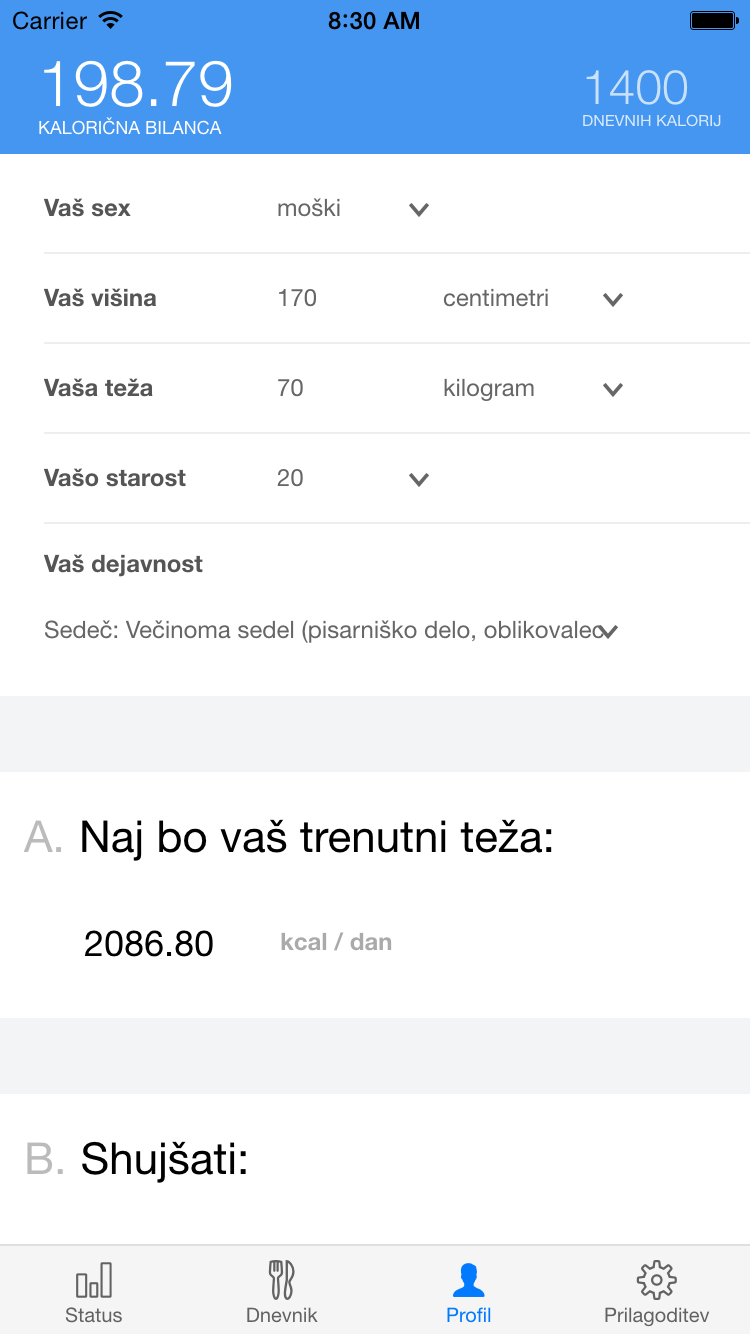 Carrier 8:30 AM
198.79 1400
KALORIČNA BILANCA DNEVNIH KALORIJ
Vaš sex moški
Vaš višina 170 centimetri
Vaša teža 70 kilogram
Vašo starost 20
Vaš dejavnost
Sedeč: Večinoma sedel (pisarniško delo, oblikovalec
A. Naj bo vaš trenutni teža:
2086.80 kcal / dan
B. Shujšati:
Status Dnevnik Profil Prilagoditev